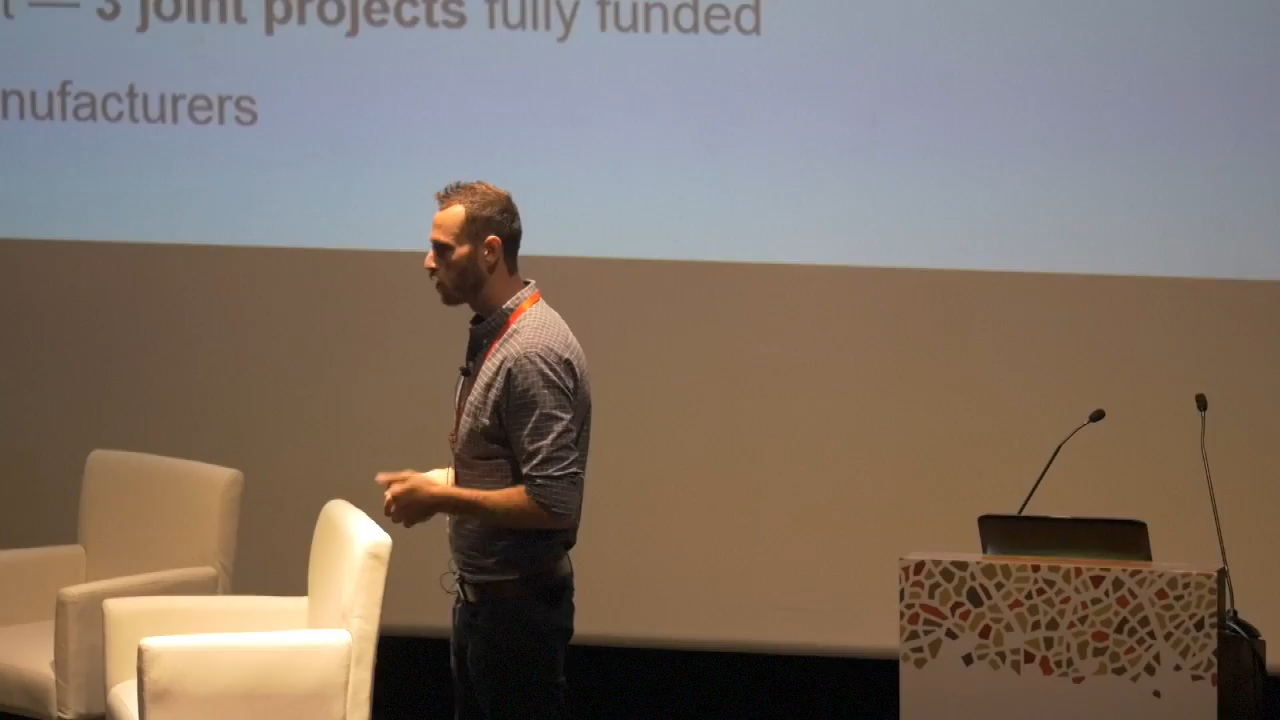 t — 3 joint projects fully funded
nufacturers